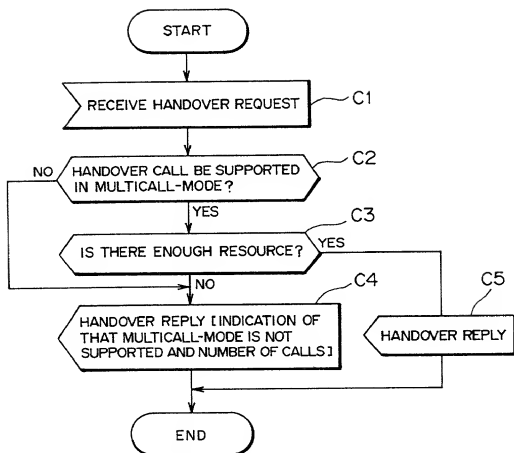 START
RECEIVE HANDOVER REQUEST
C1
C2
NO
HANDOVER CALL BE SUPPORTED
IN MULTICALL-MODE?
YES
C3
IS THERE ENOUGH RESOURCE?
YES
NO
C4
C5
HANDOVER REPLY [INDICATION OF
THAT MULTICALL-MODE IS NOT
SUPPORTED AND NUMBER OF CALLS]
HANDOVER REPLY
END